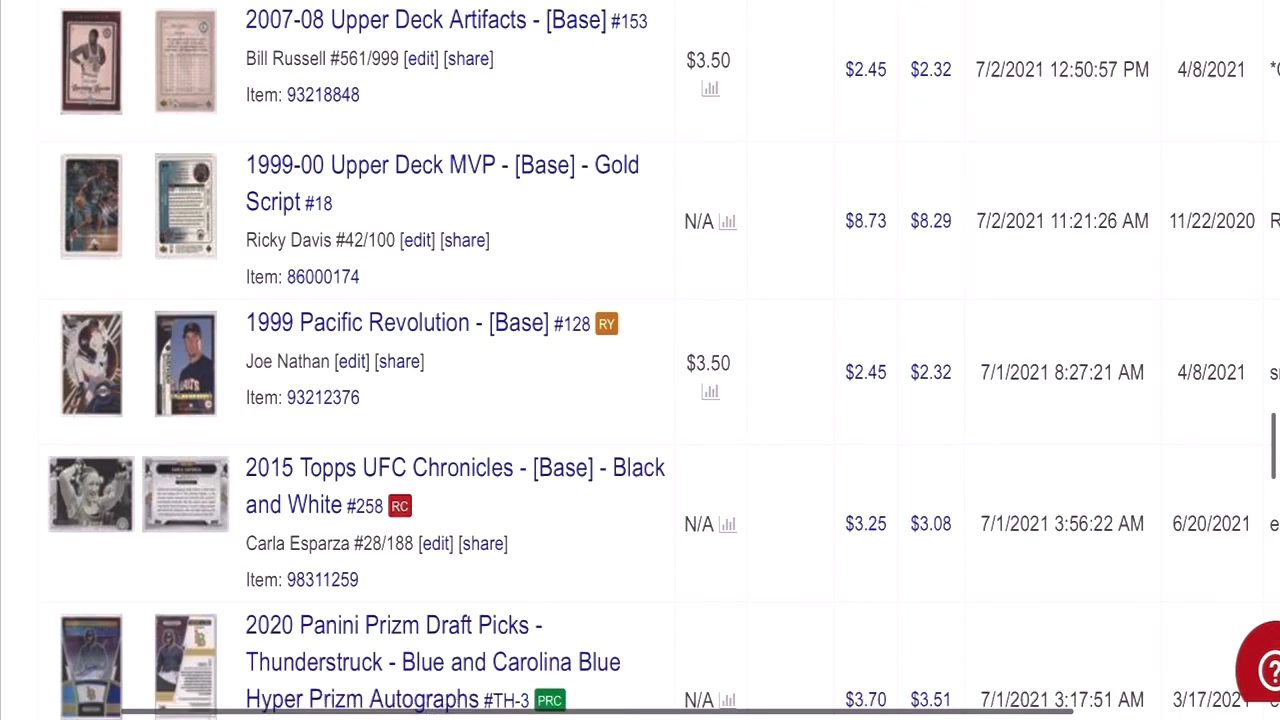 2007-08 Upper Deck Artifacts - [Base] #153
Bill Russell #561/999 [edit] [share]
Item: 93218848
$3.50
$2.45
$2.32
7/2/2021 12:50:57 PM
4/8/2021
1999-00 Upper Deck MVP - [Base] - Gold
Script #18
Ricky Davis #42/100 [edit] [share]
Item: 86000174
N/A
$8.73
$8.29
7/2/2021 11:21:26 AM
11/22/2020
R
1999 Pacific Revolution - [Base] #128 RY
Joe Nathan [edit] [share]
Item: 93212376
$3.50
$2.45
$2.32
7/1/2021 8:27:21 AM
4/8/2021
2015 Topps UFC Chronicles - [Base] - Black
and White #258 RC
Carla Esparza #28/188 [edit] [share]
Item: 98311259
N/A
$3.25
$3.08
7/1/2021 3:56:22 AM
6/20/2021
e
2020 Panini Prizm Draft Picks -
Thunderstruck - Blue and Carolina Blue
Hyper Prizm Autographs #TH-3 PRC
N/A
$3.70
$3.51
7/1/2021 3:17:51 AM
3/17/202